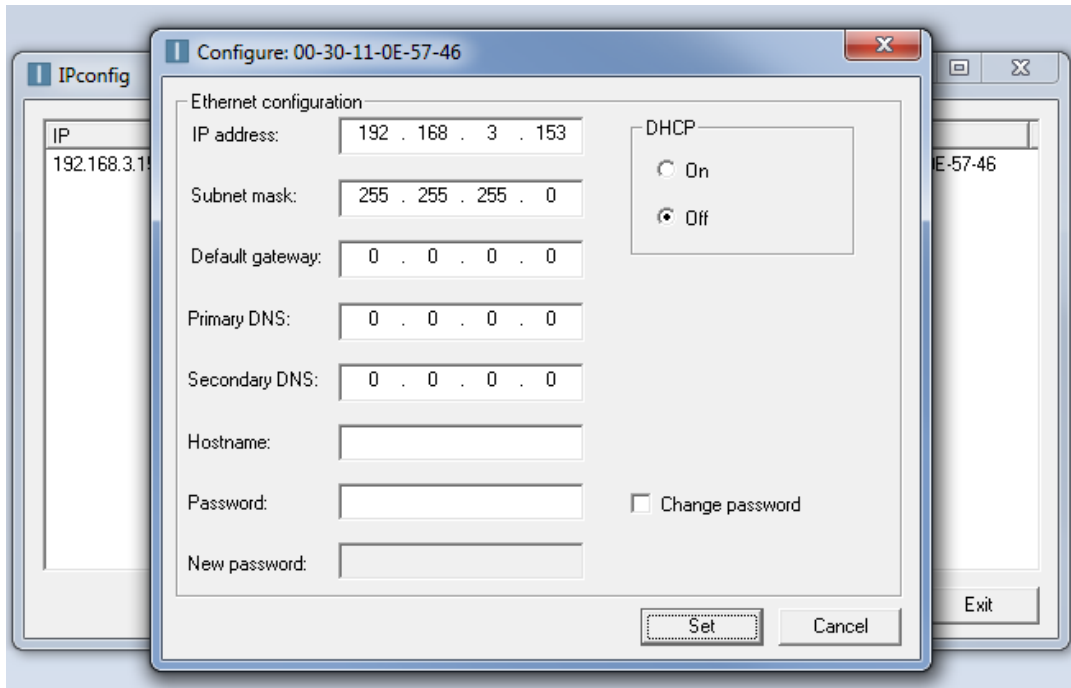 Configure: 00-30-11-0E-57-46
IPconfig
Ethernet configuration
IP address: 192 . 168 . 3 . 153
DHCP
On
Off
Subnet mask: 255 . 255 . 255 . 0
Default gateway: 0 . 0 . 0 . 0
Primary DNS: 0 . 0 . 0 . 0
Secondary DNS: 0 . 0 . 0 . 0
Hostname:
Password:
Change password
New password:
Set
Cancel
IP
192.168.3.15
0E-57-46
Exit